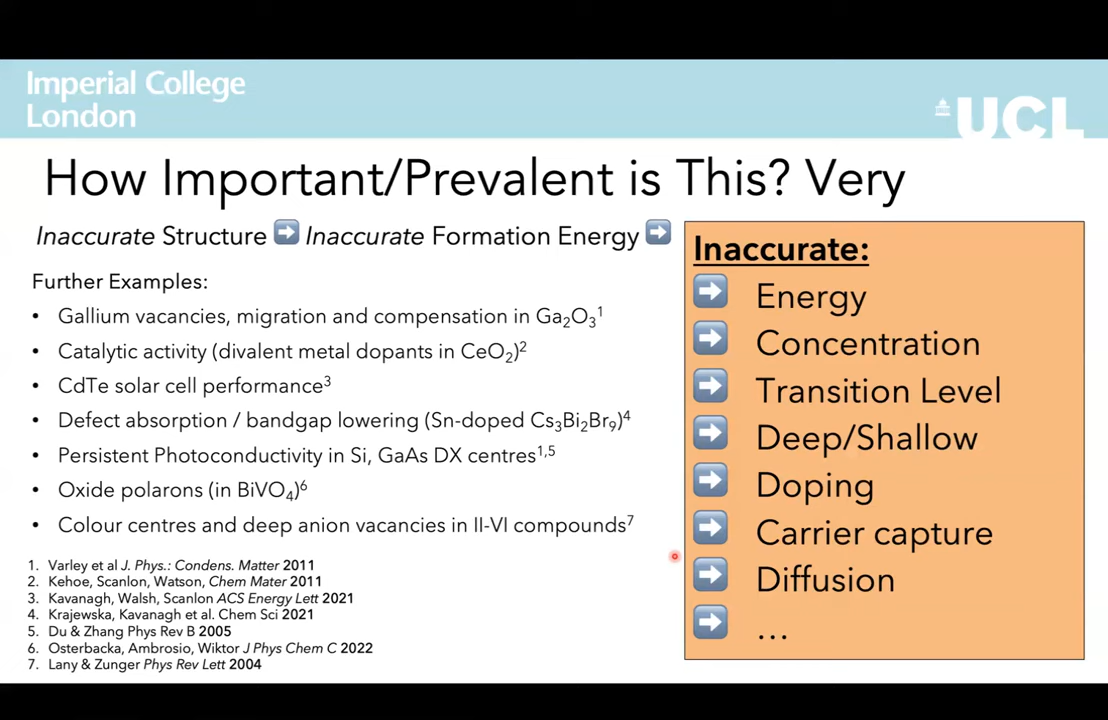 Imperial College
London
UCL
How Important/Prevalent is This? Very
Inaccurate Structure ➡ Inaccurate Formation Energy ➡
Further Examples:
• Gallium vacancies, migration and compensation in Ga₂O₃¹
• Catalytic activity (divalent metal dopants in CeO₂)²
• CdTe solar cell performance³
• Defect absorption / bandgap lowering (Sn-doped Cs₃Bi₂Br₉)⁴
• Persistent Photoconductivity in Si, GaAs DX centres¹,⁵
• Oxide polarons (in BiVO₄)⁶
• Colour centres and deep anion vacancies in II-VI compounds⁷
1. Varley et al J. Phys.: Condens. Matter 2011
2. Kehoe, Scanlon, Watson, Chem Mater 2011
3. Kavanagh, Walsh, Scanlon ACS Energy Lett 2021
4. Krajewska, Kavanagh et al. Chem Sci 2021
5. Du & Zhang Phys Rev B 2005
6. Osterbacka, Ambrosio, Wiktor J Phys Chem C 2022
7. Lany & Zunger Phys Rev Lett 2004
Inaccurate:
➡ Energy
➡ Concentration
➡ Transition Level
➡ Deep/Shallow
➡ Doping
➡ Carrier capture
➡ Diffusion
➡ …